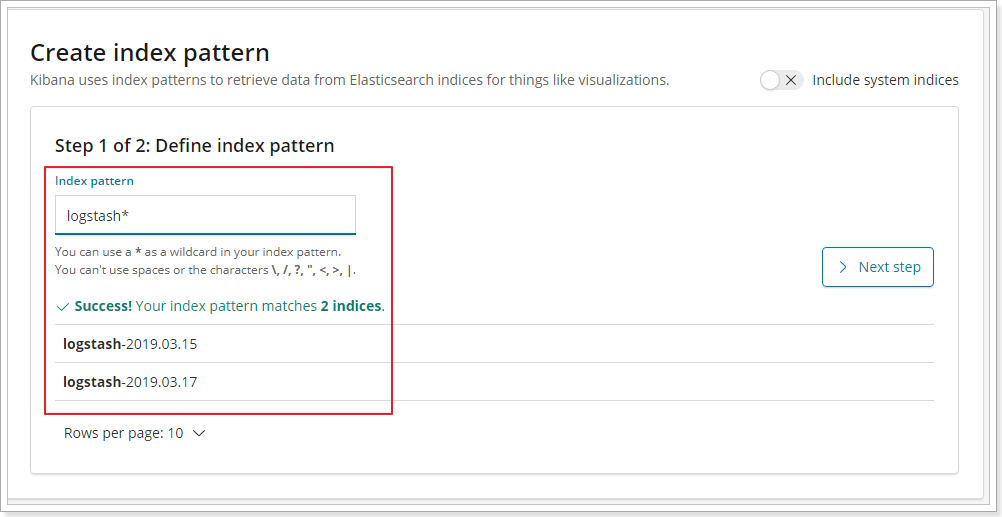 Create index pattern
Kibana uses index patterns to retrieve data from Elasticsearch indices for things like visualizations.
Include system indices
Step 1 of 2: Define index pattern
Index pattern
logstash*
You can use a * as a wildcard in your index pattern.
You can't use spaces or the characters \, /, ?, ", <, >, |.
Next step
Success! Your index pattern matches 2 indices.
logstash-2019.03.15
logstash-2019.03.17
Rows per page: 10